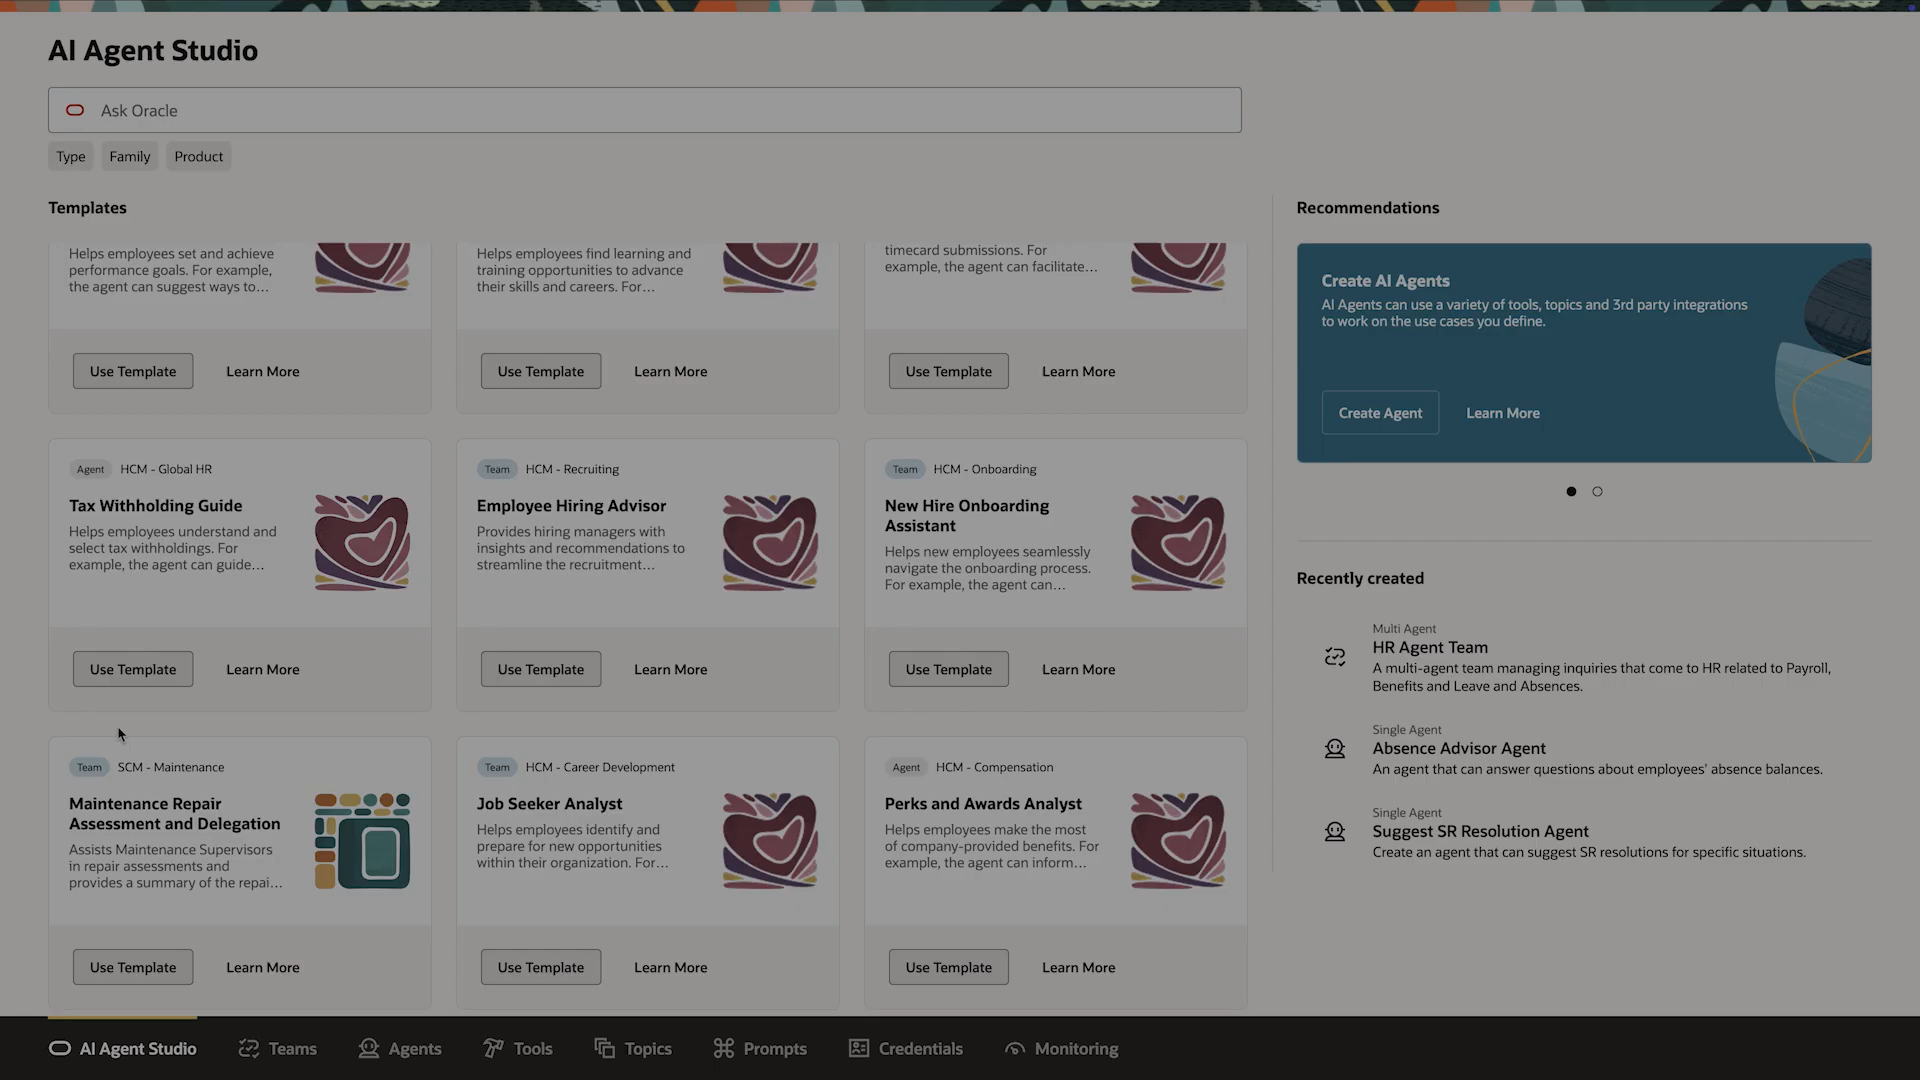 AI Agent Studio
Ask Oracle
Type Family Product
Templates
Helps employees set and achieve
performance goals. For example,
the agent can suggest ways to...
Use Template Learn More
Helps employees find learning and
training opportunities to advance
their skills and careers. For...
Use Template Learn More
timecard submissions. For
example, the agent can facilitate...
Use Template Learn More
Agent HCM - Global HR
Tax Withholding Guide
Helps employees understand and
select tax withholdings. For
example, the agent can guide...
Use Template Learn More
Team HCM - Recruiting
Employee Hiring Advisor
Provides hiring managers with
insights and recommendations to
streamline the recruitment...
Use Template Learn More
Team HCM - Onboarding
New Hire Onboarding
Assistant
Helps new employees seamlessly
navigate the onboarding process.
For example, the agent can...
Use Template Learn More
Team SCM - Maintenance
Maintenance Repair
Assessment and Delegation
Assists Maintenance Supervisors
in repair assessments and
provides a summary of the repai...
Use Template Learn More
Team HCM - Career Development
Job Seeker Analyst
Helps employees identify and
prepare for new opportunities
within their organization. For...
Use Template Learn More
Agent HCM - Compensation
Perks and Awards Analyst
Helps employees make the most
of company-provided benefits. For
example, the agent can inform...
Use Template Learn More
Recommendations
Create AI Agents
AI Agents can use a variety of tools, topics and 3rd party integrations
to work on the use cases you define.
Create Agent Learn More
Recently created
Multi Agent
HR Agent Team
A multi-agent team managing inquiries that come to HR related to Payroll,
Benefits and Leave and Absences.
Single Agent
Absence Advisor Agent
An agent that can answer questions about employees' absence balances.
Single Agent
Suggest SR Resolution Agent
Create an agent that can suggest SR resolutions for specific situations.
AI Agent Studio Teams Agents Tools Topics Prompts Credentials Monitoring